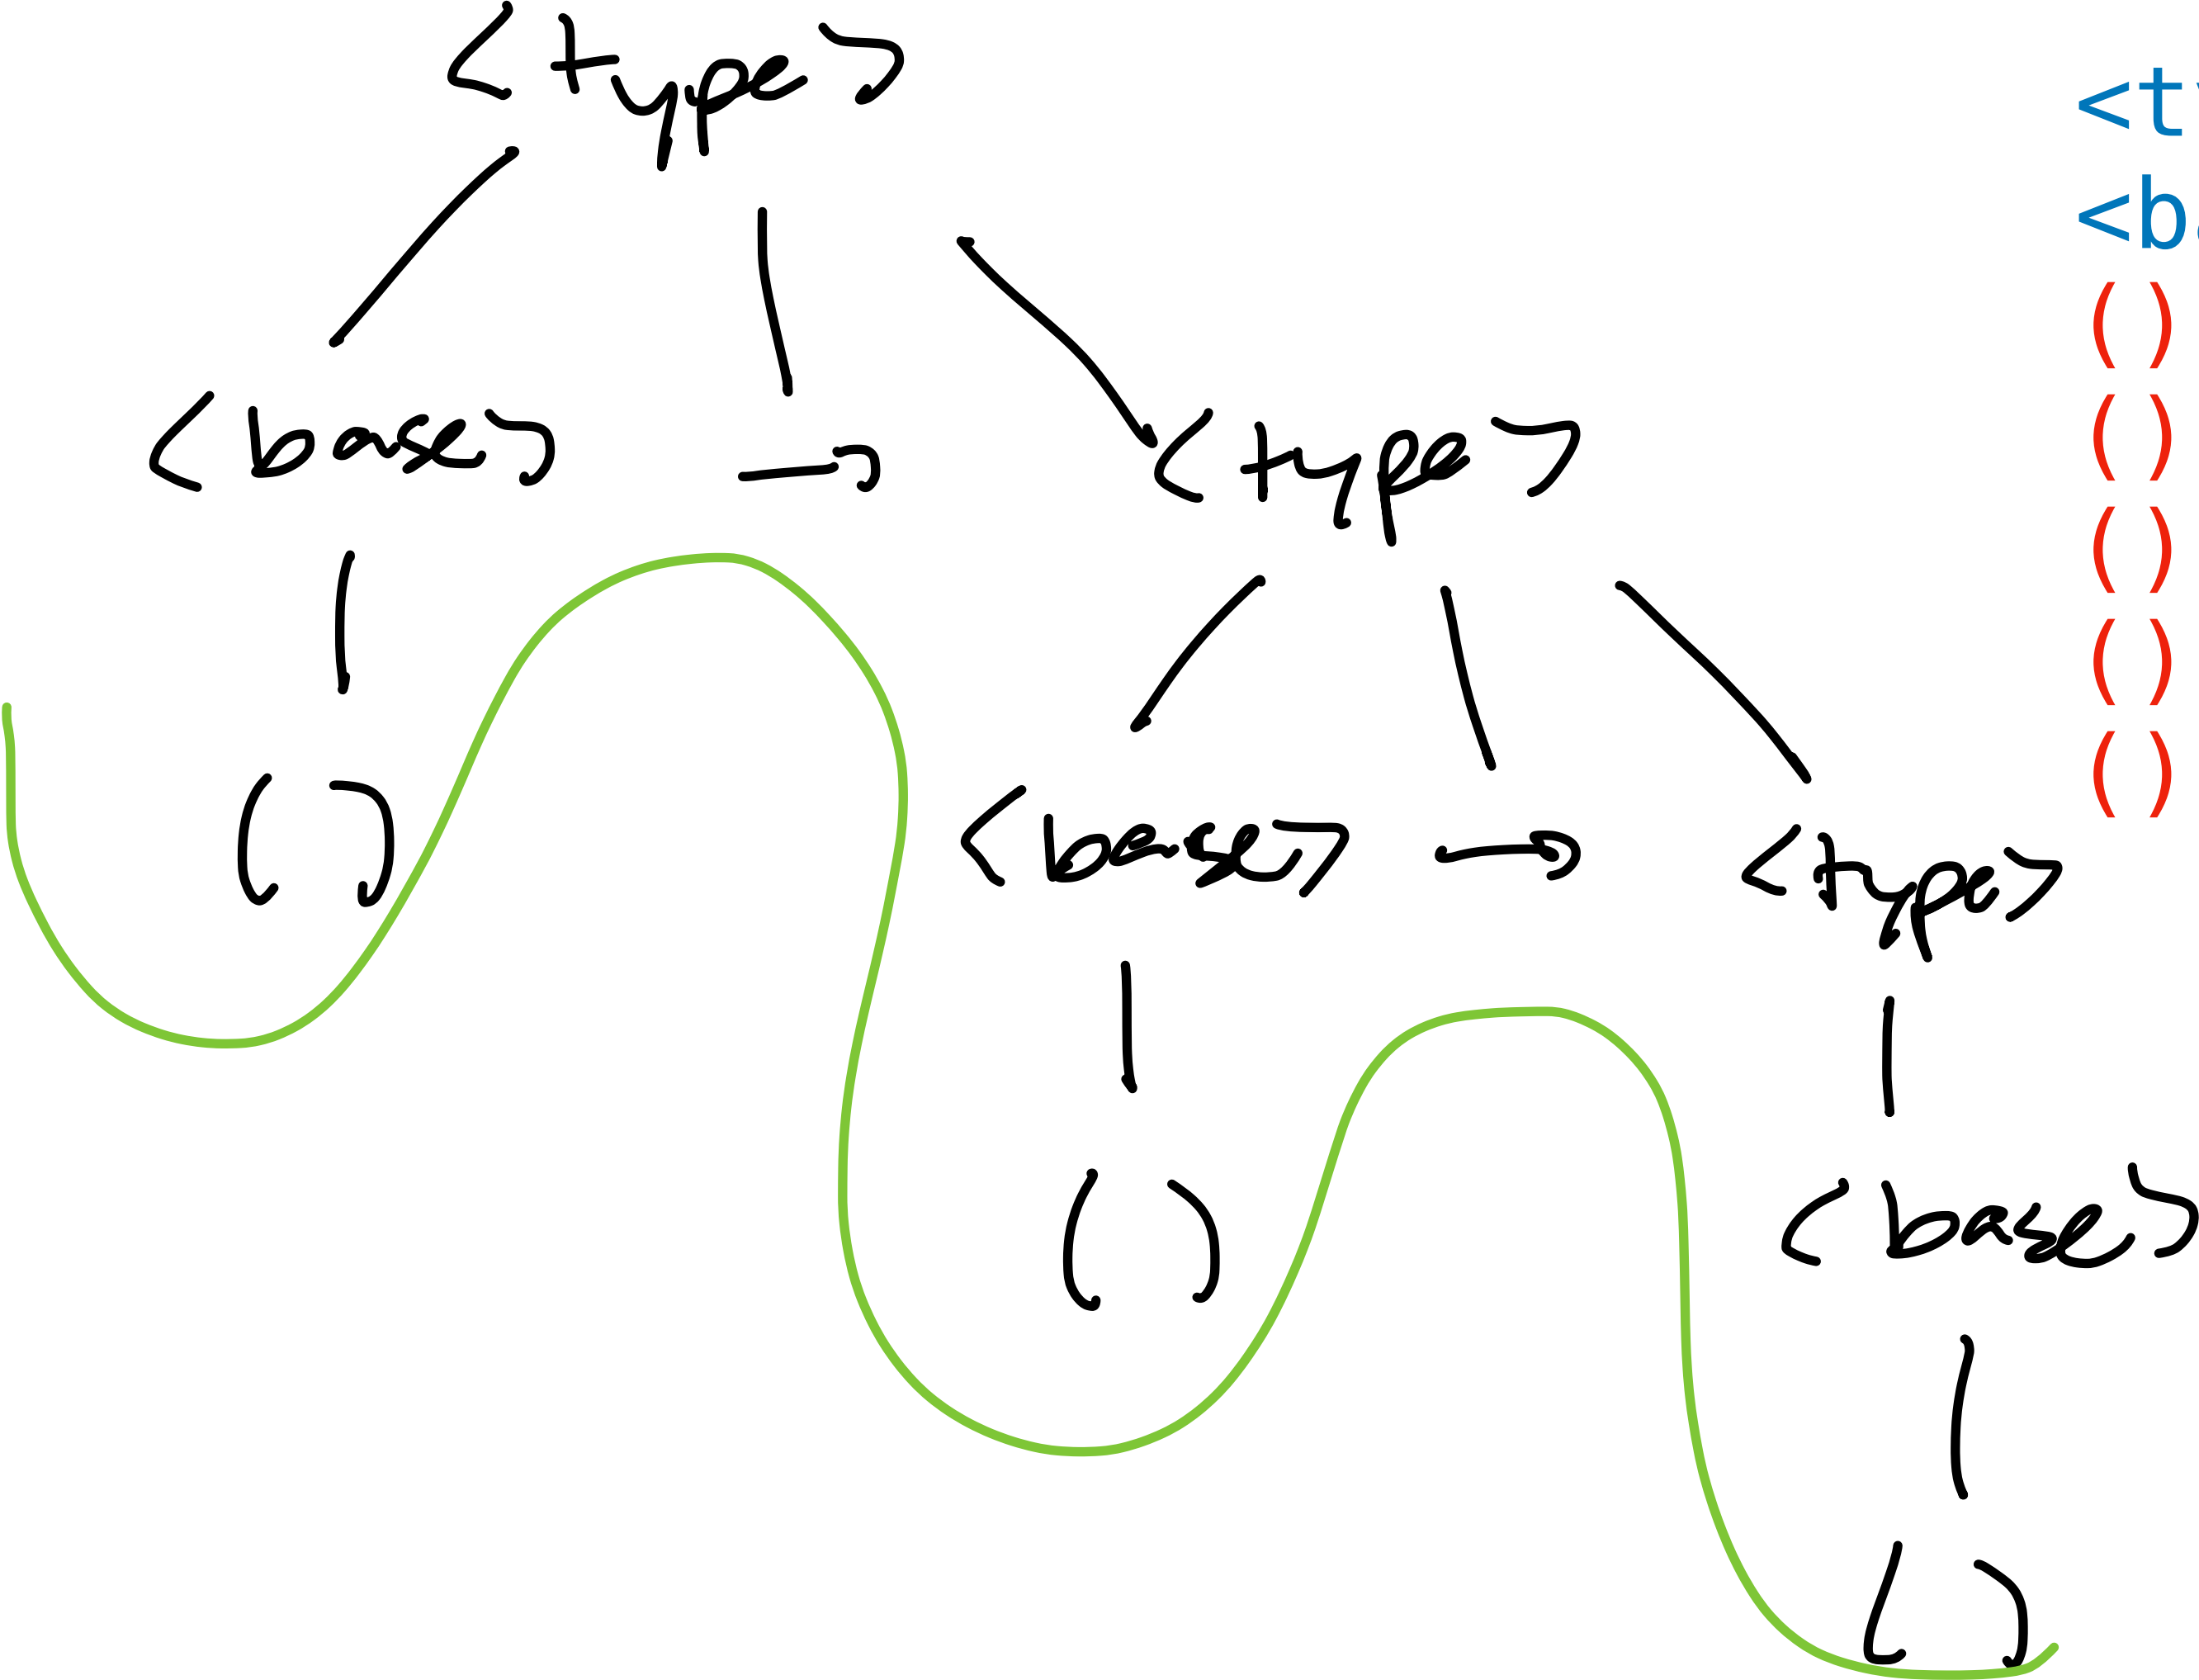 <type>
<base> → <type>
() <base> → <type>
() <base>
()
<t
<b
()
()
()
()
()